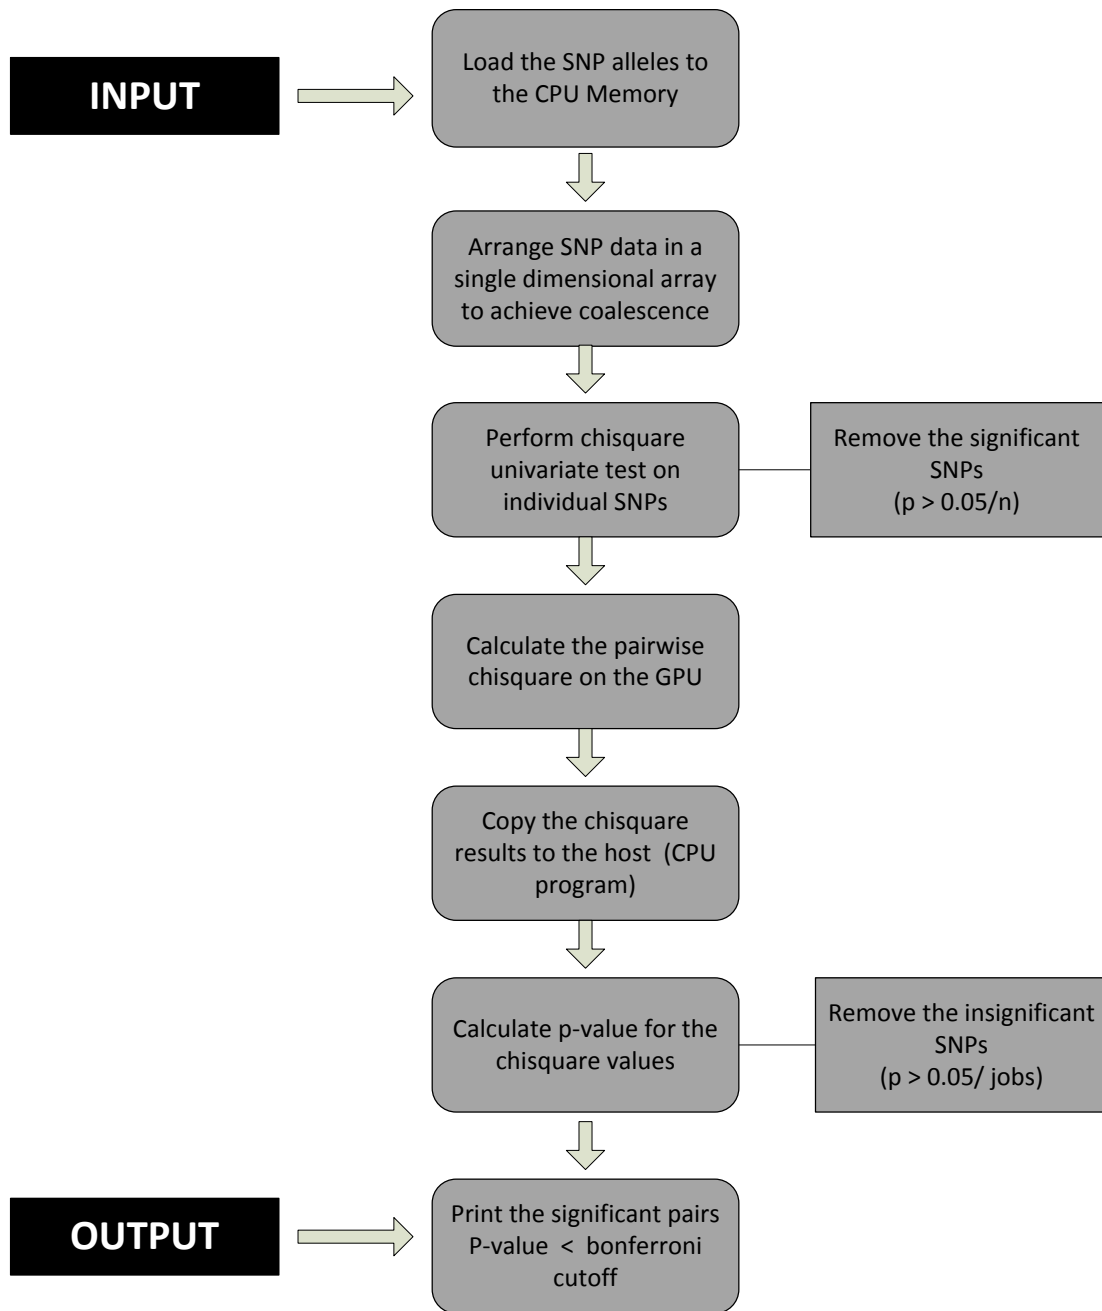 INPUT
Load the SNP alleles to
the CPU Memory
Arrange SNP data in a
single dimensional array
to achieve coalescence
Perform chisquare
univariate test on
individual SNPs
Remove the significant
SNPs
(p > 0.05/n)
Calculate the pairwise
chisquare on the GPU
Copy the chisquare
results to the host (CPU
program)
Calculate p-value for the
chisquare values
Remove the insignificant
SNPs
(p > 0.05/ jobs)
OUTPUT
Print the significant pairs
P-value < bonferroni
cutoff